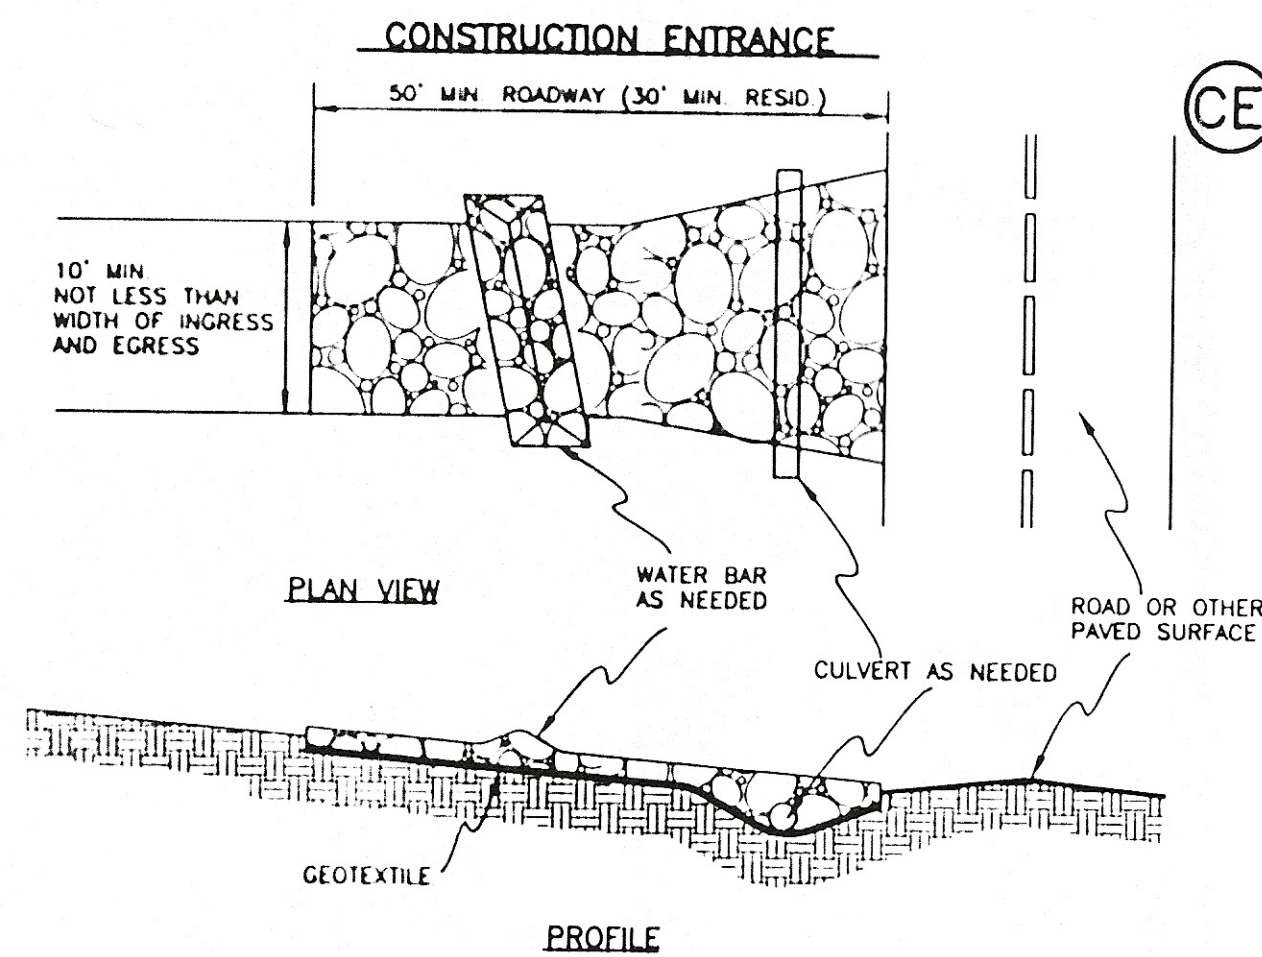 CONSTRUCTION ENTRANCE
50' MIN. ROADWAY (30' MIN. RESID.)
CE
10' MIN.
NOT LESS THAN
WIDTH OF INGRESS
AND EGRESS
WATER BAR
AS NEEDED
PLAN VIEW
ROAD OR OTHER
PAVED SURFACE
CULVERT AS NEEDED
GEOTEXTILE
PROFILE